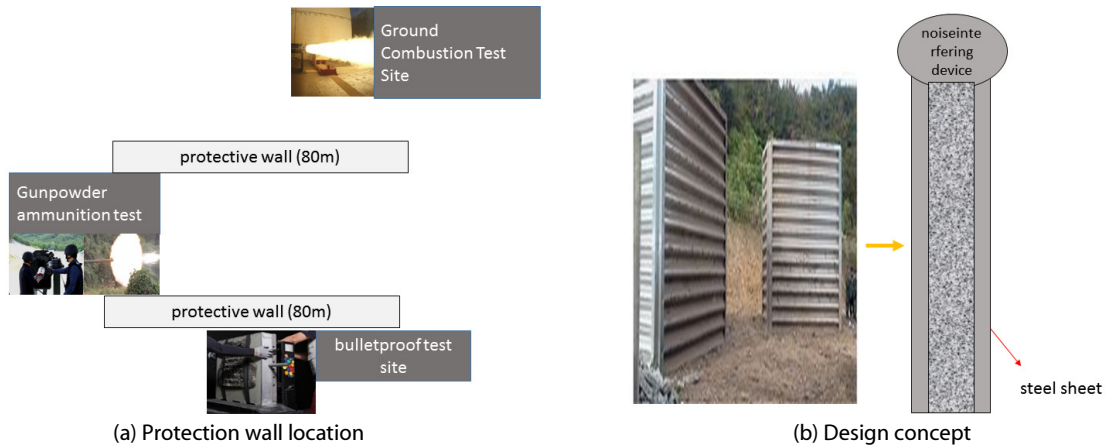 Ground
Combustion Test
Site
protective wall (80m)
Gunpowder
ammunition test
protective wall (80m)
bulletproof test
site
(a) Protection wall location
noiseinte
rfering
device
steel sheet
(b) Design concept